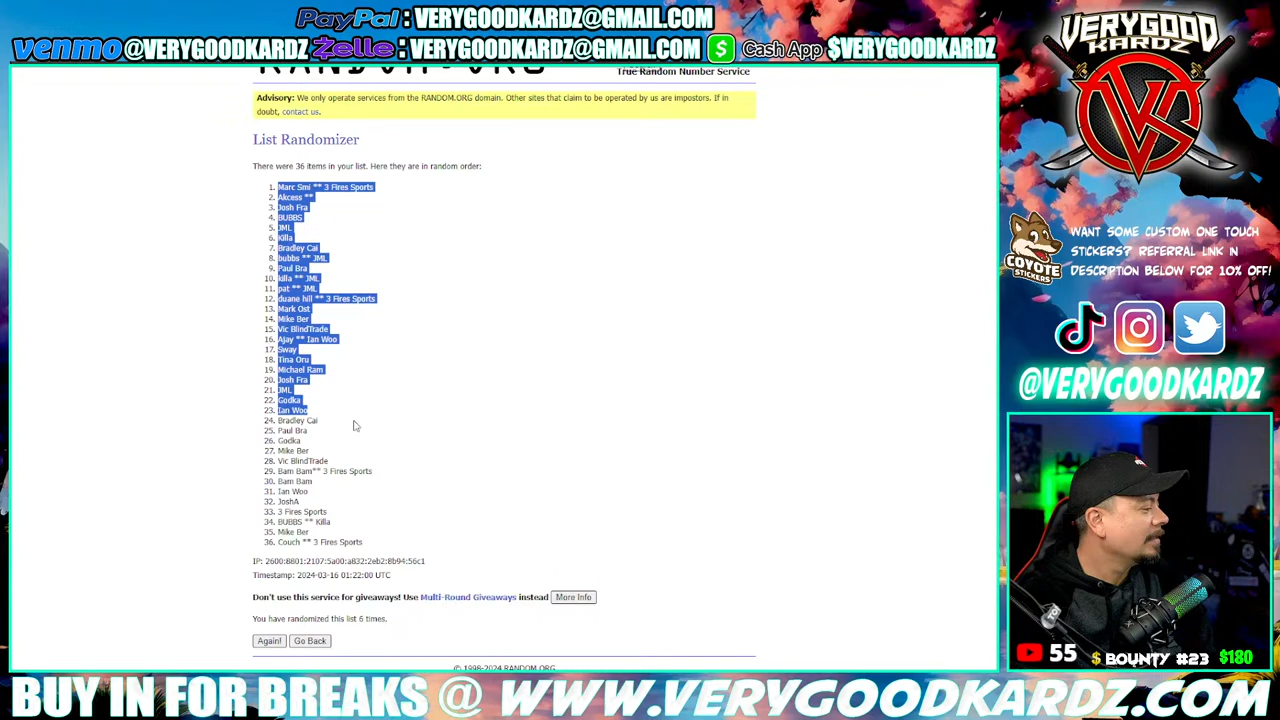 PayPal : VERYGOODKARDZ@GMAIL.COM
venmo@VERYGOODKARDZ Zelle : VERYGOODKARDZ@GMAIL.COM $ Cash App $VERYGOODKARDZ
True Random Number Service
Advisory: We only operate services from the RANDOM.ORG domain. Other sites that claim to be operated by us are impostors. If in
doubt, contact us.
List Randomizer
There were 36 items in your list. Here they are in random order:
1. Marc Smi ** 3 Fires Sports
2. Akcess **
3. Josh Fra
4. BUBBS
5. JML
6. Killa
7. Bradley Cai
8. bubbs ** JML
9. Paul Bra
10. killa ** JML
11. pat ** JML
12. duane hill ** 3 Fires Sports
13. Mark Ost
14. Mike Ber
15. Vic BlindTrade
16. Ajay ** Ian Woo
17. Sway
18. Tina Oru
19. Michael Ram
20. Josh Fra
21. JML
22. Godka
23. Ian Woo
24. Bradley Cai
25. Paul Bra
26. Godka
27. Mike Ber
28. Vic BlindTrade
29. Bam Bam** 3 Fires Sports
30. Bam Bam
31. Ian Woo
32. JoshA
33. 3 Fires Sports
34. BUBBS ** Killa
35. Mike Ber
36. Couch ** 3 Fires Sports
IP: 2600:8801:2107:5a00:a832:2eb2:8b94:56c1
Timestamp: 2024-03-16 01:22:00 UTC
Don't use this service for giveaways! Use Multi-Round Giveaways instead More Info
You have randomized this list 6 times.
Again! Go Back
© 1998-2024 RANDOM.ORG
VERYGOOD
KARDZ
COYOTE
STICKERS
WANT SOME CUSTOM ONE TOUCH
STICKERS? REFERRAL LINK IN
DESCRIPTION BELOW FOR 10% OFF!
@VERYGOODKARDZ
55 $ BOUNTY #23 $180
BUY IN FOR BREAKS @ WWW.VERYGOODKARDZ.COM